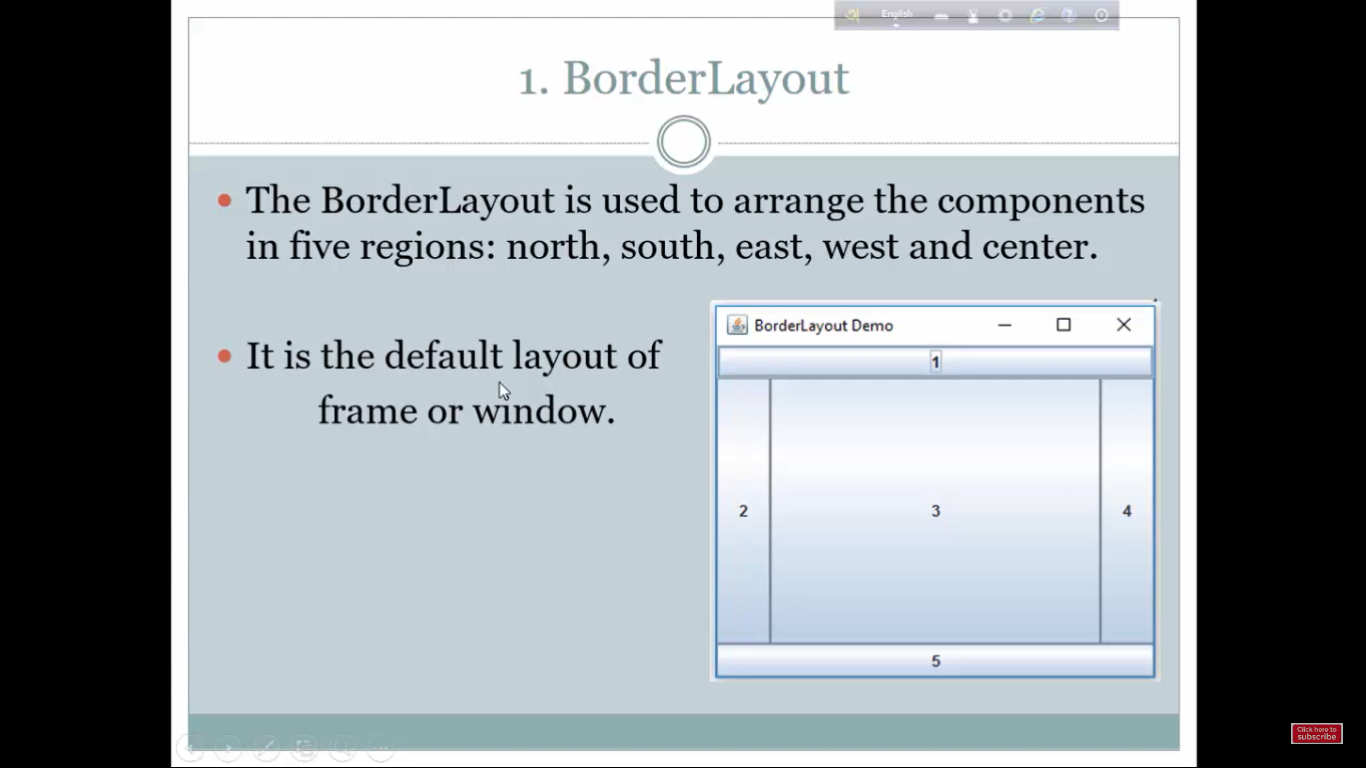 English
1. BorderLayout
The BorderLayout is used to arrange the components
in five regions: north, south, east, west and center.
It is the default layout of
frame or window.
BorderLayout Demo
1
2
3
4
5
Click here to
subscribe